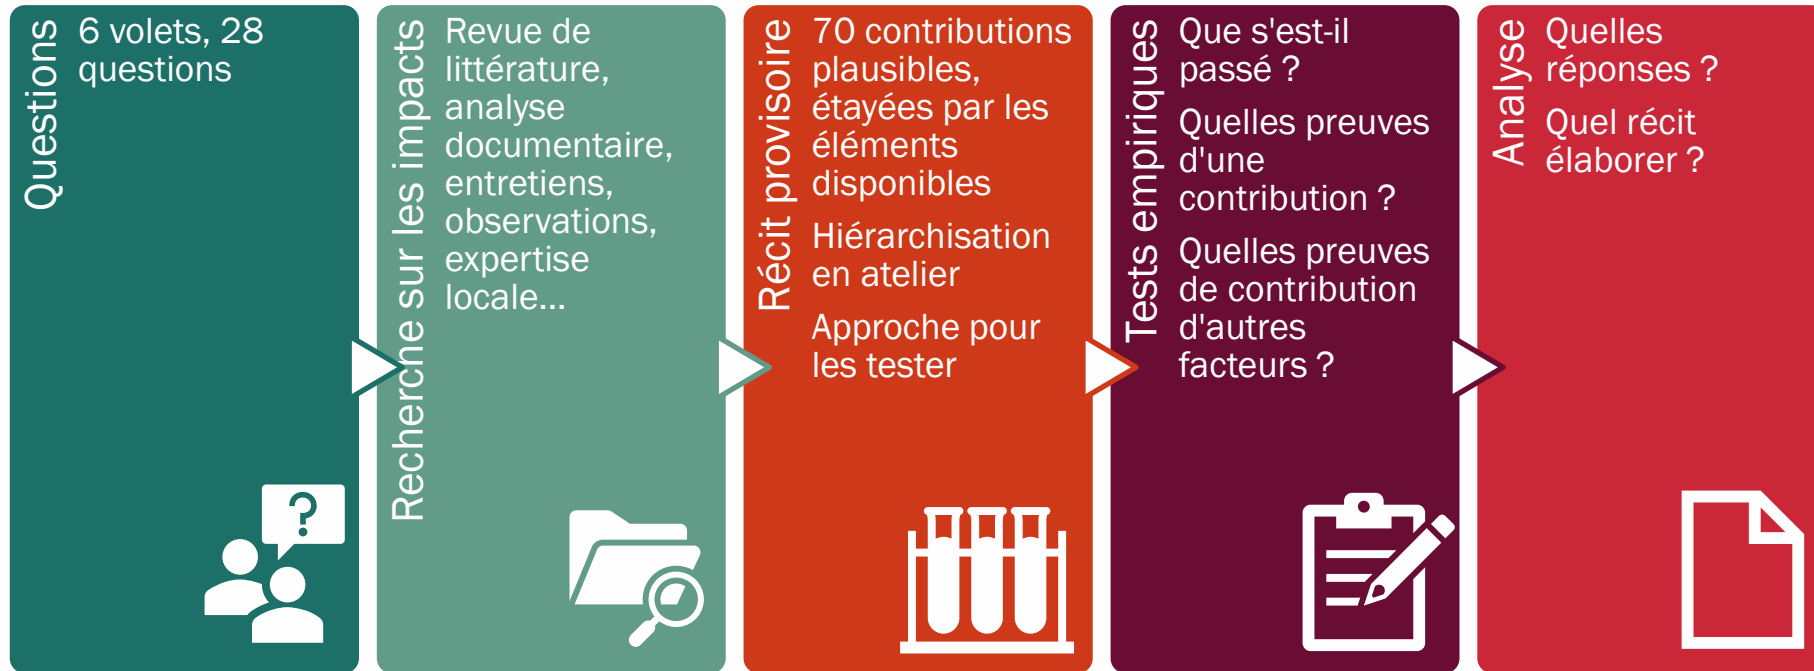 Questions
6 volets, 28
questions
?
Recherche sur les impacts
Revue de
littérature,
analyse
documentaire,
entretiens,
observations,
expertise
locale...
Récit provisoire
70 contributions
plausibles,
étayées par les
éléments
disponibles
Hiérarchisation
en atelier
Approche pour
les tester
Tests empiriques
Que s'est-il
passé ?
Quelles preuves
d'une
contribution ?
Quelles preuves
de contribution
d'autres
facteurs ?
Analyse
Quelles
réponses ?
Quel récit
élaborer ?